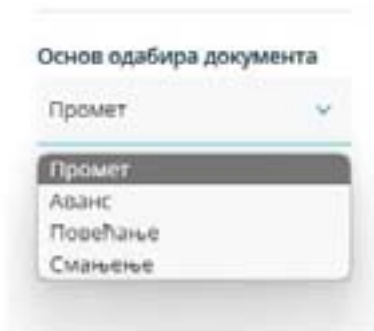 Основ одабира документа
Промет
Промет
Аванс
Повећање
Смањење